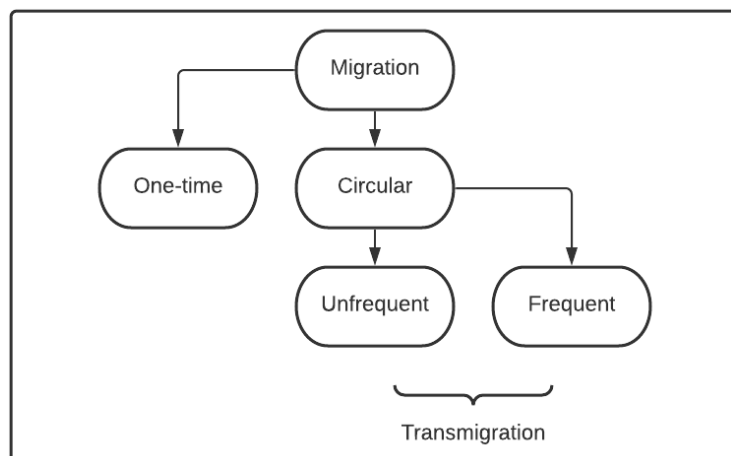 Migration
One-time
Circular
Unfrequent
Frequent
Transmigration